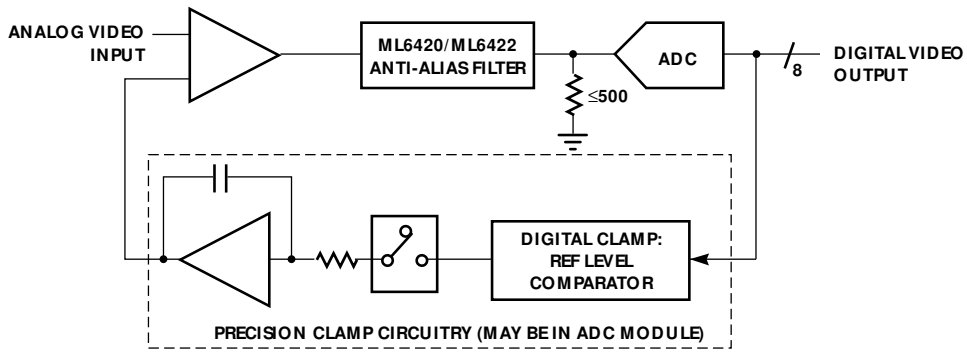 ANALOG VIDEO
INPUT
ML6420/ML6422
ANTI-ALIAS FILTER
≤500
ADC
8
DIGITAL VIDEO
OUTPUT
DIGITAL CLAMP:
REF LEVEL
COMPARATOR
PRECISION CLAMP CIRCUITRY (MAY BE IN ADC MODULE)